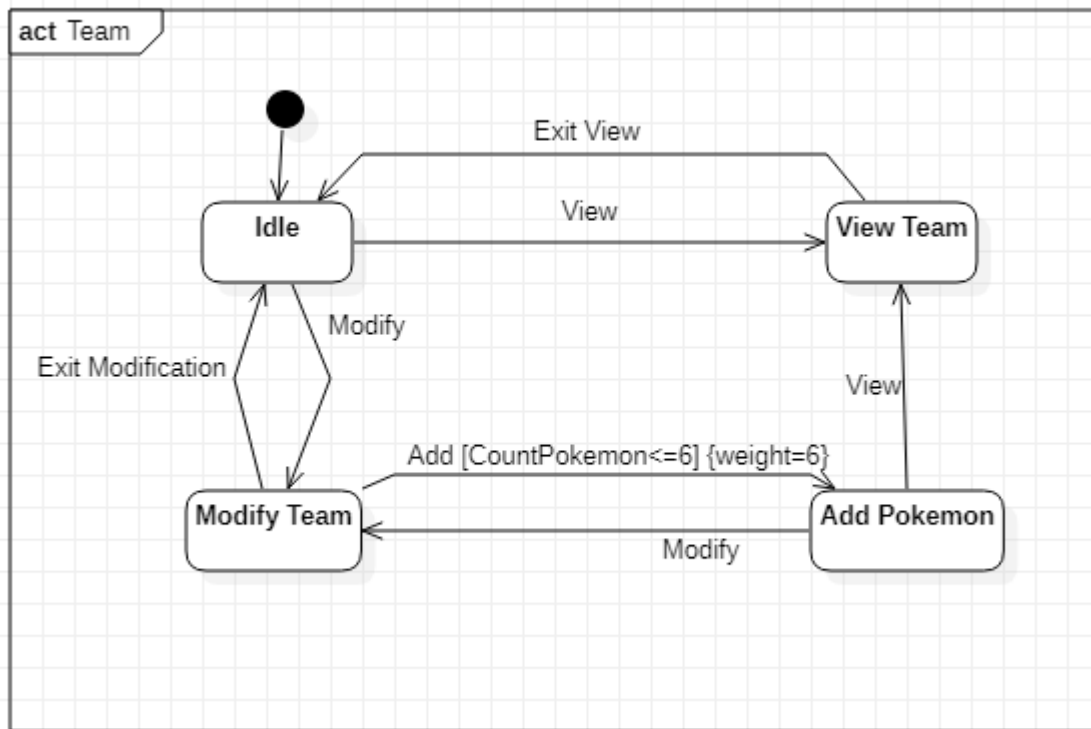 act Team
Exit View
View
Idle
View Team
Modify
Exit Modification
View
Add [CountPokemon<=6] {weight=6}
Modify Team
Add Pokemon
Modify